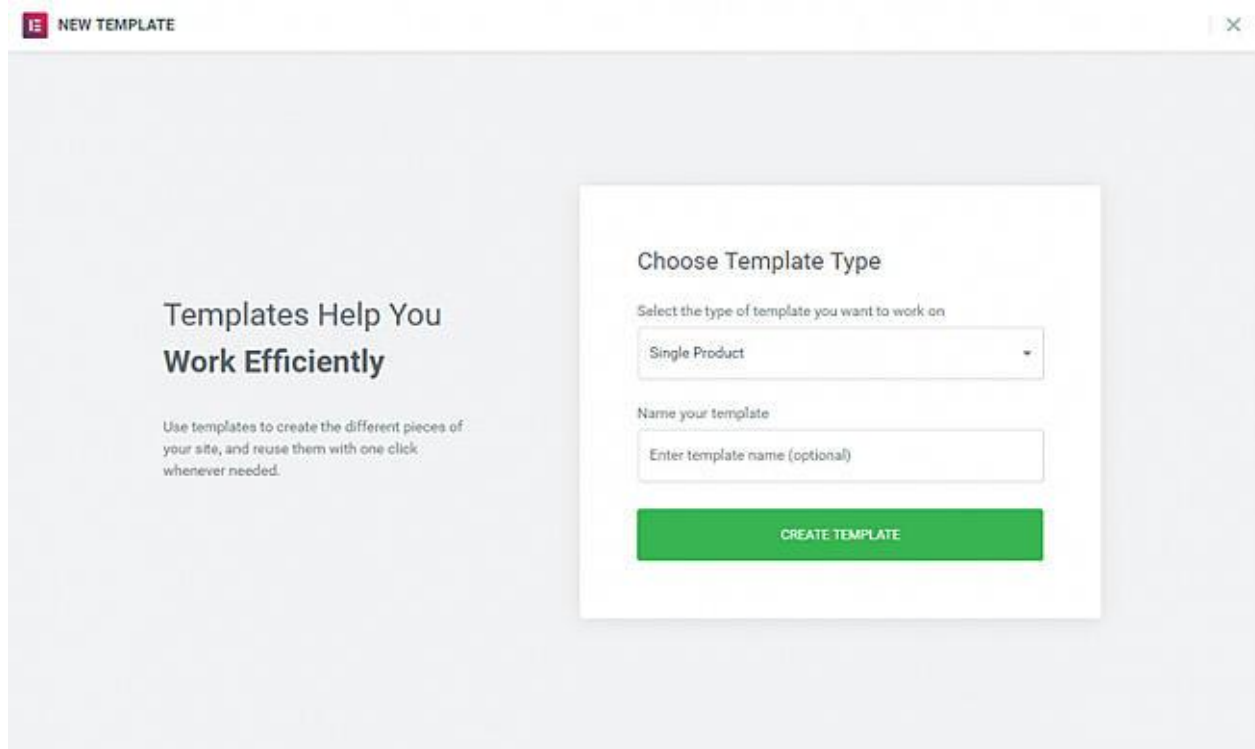 NEW TEMPLATE
Templates Help You
Work Efficiently
Use templates to create the different pieces of
your site, and reuse them with one click
whenever needed.
Choose Template Type
Select the type of template you want to work on
Single Product
Name your template
Enter template name (optional)
CREATE TEMPLATE